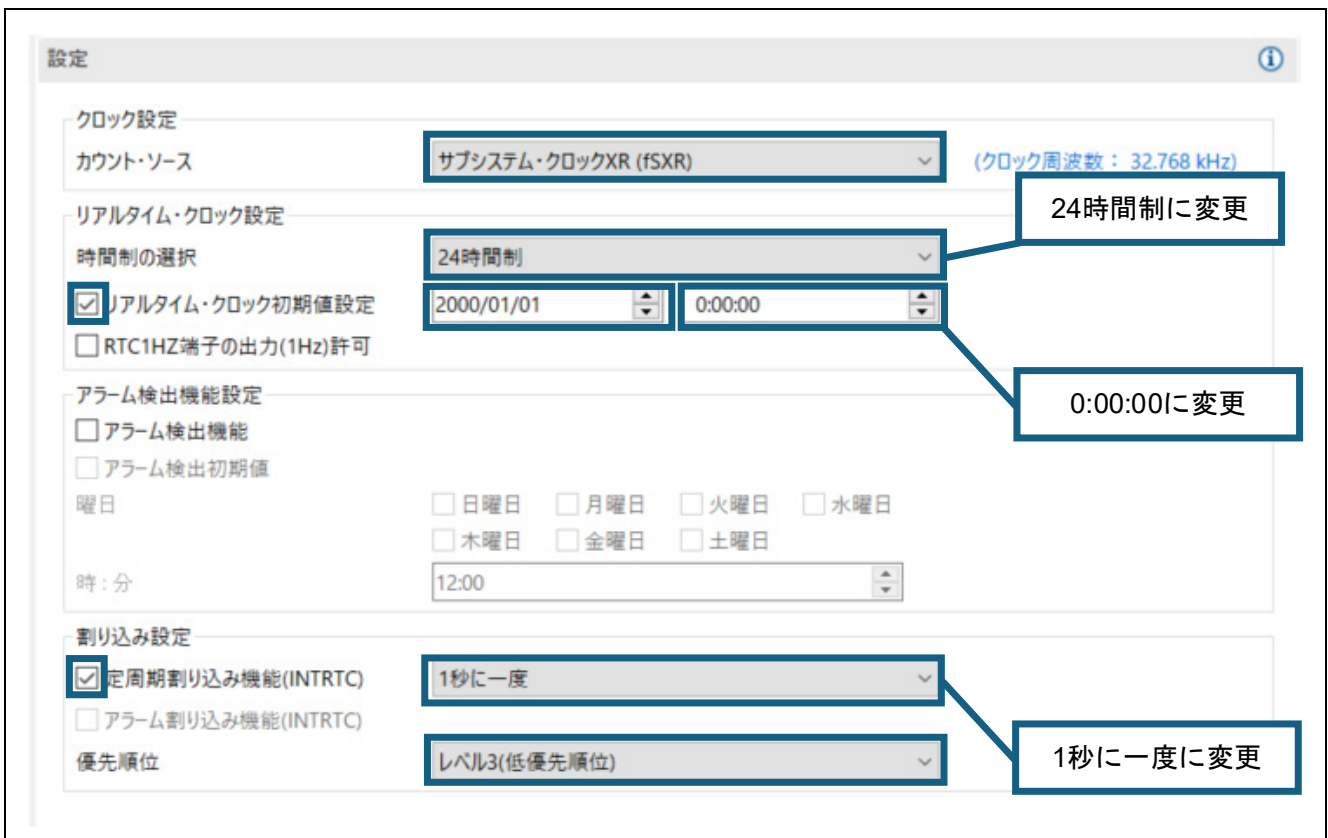 設定
クロック設定
カウント・ソース サブシステム・クロックXR (fSXR) (クロック周波数： 32.768 kHz)
24時間制に変更
リアルタイム・クロック設定
時間制の選択 24時間制
リアルタイム・クロック初期値設定 2000/01/01 0:00:00
RTC1HZ端子の出力(1Hz)許可
アラーム検出機能設定
0:00:00に変更
アラーム検出機能
アラーム検出初期値
曜日 日曜日 月曜日 火曜日 水曜日
木曜日 金曜日 土曜日
時 : 分 12:00
割り込み設定
定周期割り込み機能(INTRTC) 1秒に一度
アラーム割り込み機能(INTRTC)
1秒に一度に変更
優先順位 レベル3(低優先順位)